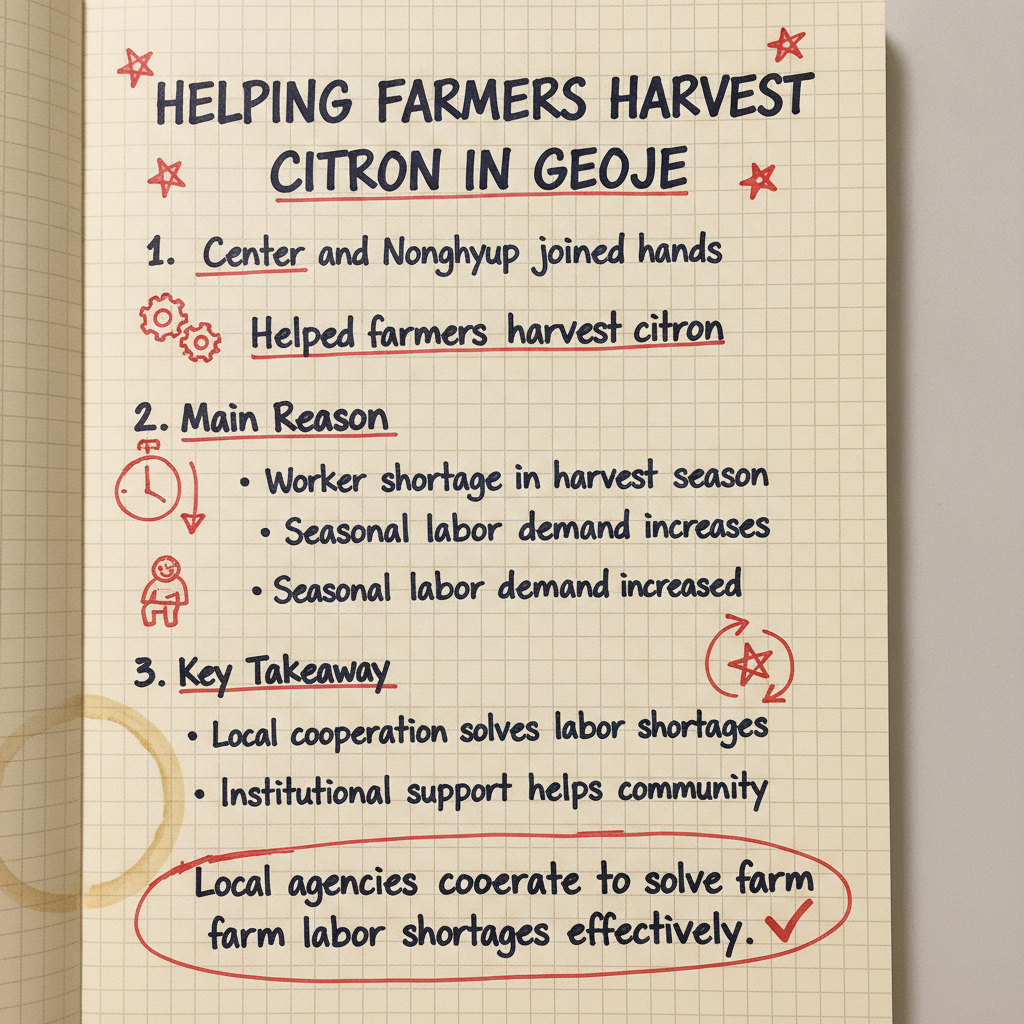 HELPING FARMERS HARVEST
CITRON IN GEOJE
1. Center and Nonghyup joined hands
Helped farmers harvest citron
2. Main Reason
• Worker shortage in harvest season
• Seasonal labor demand increases
• Seasonal labor demand increased
3. Key Takeaway
• Local cooperation solves labor shortages
• Institutional support helps community
Local agencies cooerate to solve farm
farm labor shortages effectively.